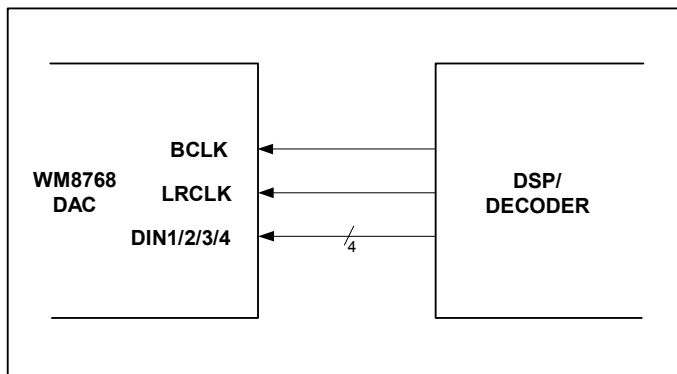 BCLK
WM8768
DAC
LRCLK
DIN1/2/3/4
4
DSP/
DECODER